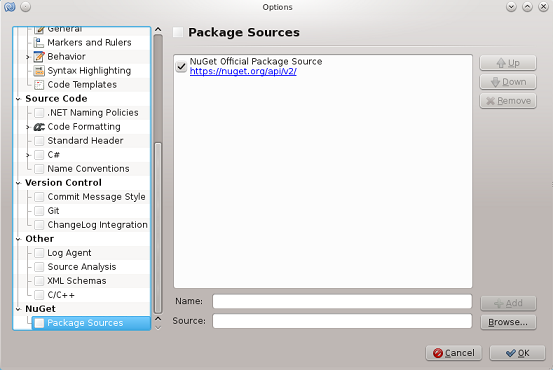 Options
General
Markers and Rulers
Behavior
Syntax Highlighting
Code Templates
Source Code
.NET Naming Policies
Code Formatting
Standard Header
C#
Name Conventions
Version Control
Commit Message Style
Git
ChangeLog Integration
Other
Log Agent
Source Analysis
XML Schemas
C/C++
NuGet
Package Sources
Package Sources
NuGet Official Package Source
https://nuget.org/api/v2/
Up
Down
Remove
Name:
Add
Source:
Browse...
Cancel
OK